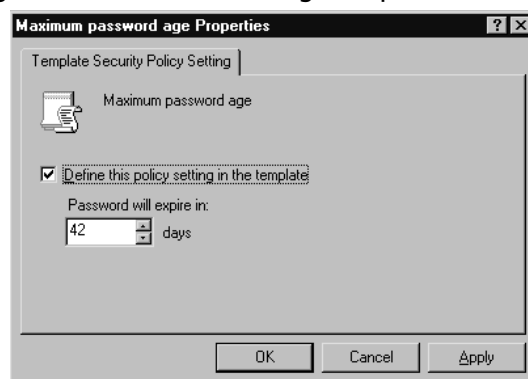 Maximum password age Properties
Template Security Policy Setting
Maximum password age
Define this policy setting in the template
Password will expire in:
42 days
OK Cancel Apply